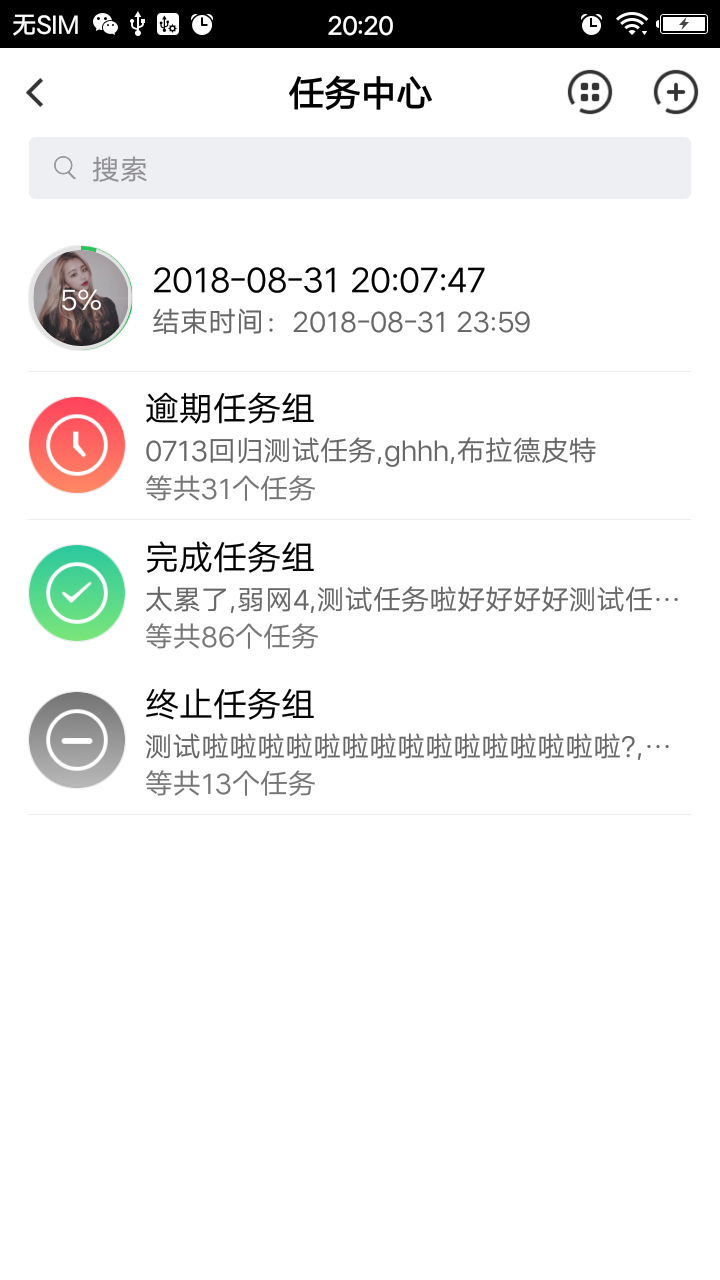 无SIM
20:20
任务中心
搜索
5%
2018-08-31 20:07:47
结束时间：2018-08-31 23:59
逾期任务组
0713回归测试任务,ghhh,布拉德皮特
等共31个任务
完成任务组
太累了,弱网4,测试任务啦好好好好测试任…
等共86个任务
终止任务组
测试啦啦啦啦啦啦啦啦啦啦啦啦啦啦啦?,…
等共13个任务